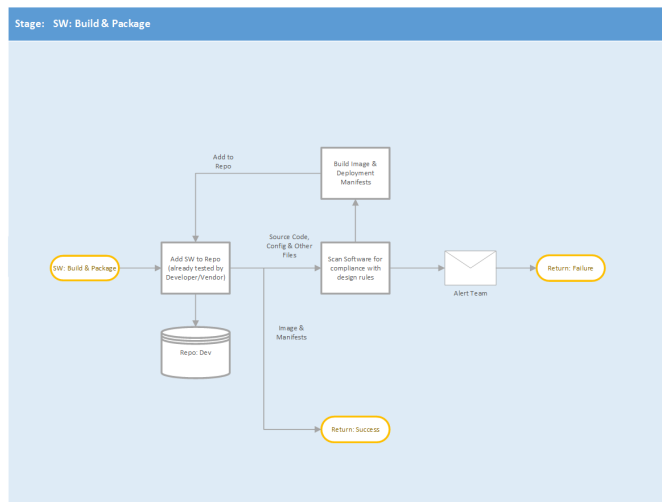 Stage: SW: Build & Package
Add to
Repo
Build Image &
Deployment
Manifests
Source Code,
Config & Other
Files
SW: Build & Package
Add SW to Repo
(already tested by
Developer/Vendor)
Scan Software for
compliance with
design rules
Alert Team
Return: Failure
Repo: Dev
Image &
Manifests
Return: Success